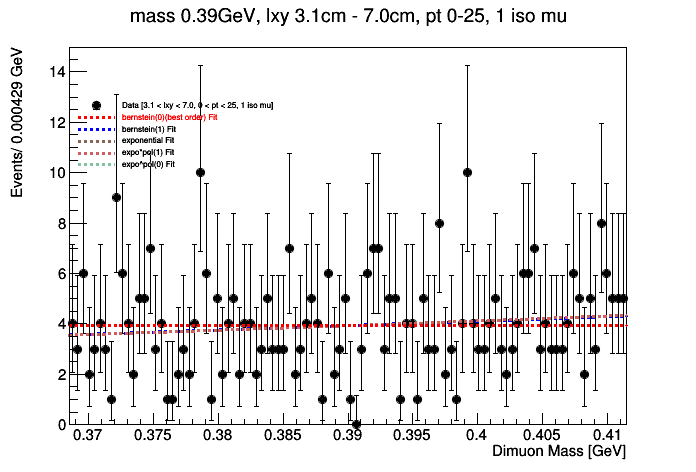 mass 0.39GeV, lxy 3.1cm - 7.0cm, pt 0-25, 1 iso mu
Events/ 0.000429 GeV
14
12
10
8
6
4
2
0
Data [3.1 < lxy < 7.0, 0 < pt < 25, 1 iso mu]
bernstein(0)(best order) Fit
bernstein(1) Fit
exponential Fit
expo*pol(1) Fit
expo^pol(0) Fit
0.37 0.375 0.38 0.385 0.39 0.395 0.4 0.405 0.41
Dimuon Mass [GeV]